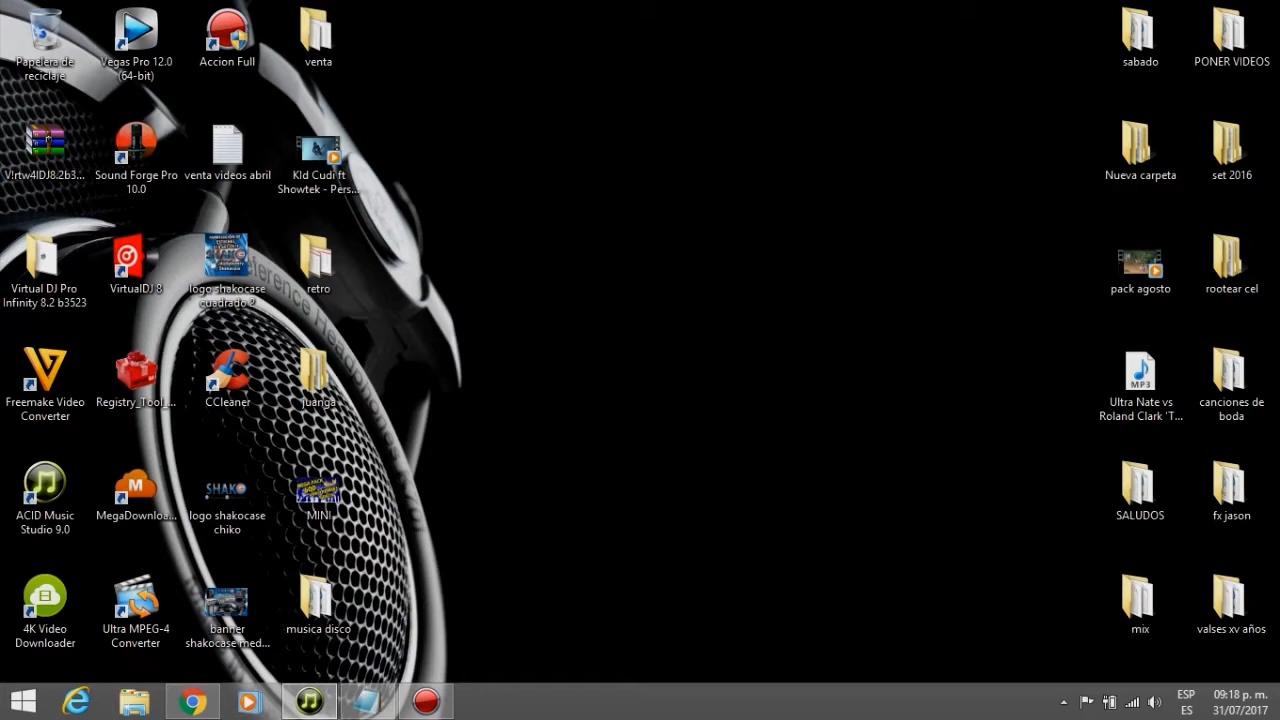 Papelera de
reciclaje
Vegas Pro 12.0
(64-bit)
Accion Full
venta
sabado
PONER VIDEOS
V!rtw4lDJ8.2b3...
Sound Forge Pro
10.0
venta videos abril
KId Cudi ft
Showtek - Pers...
Nueva carpeta
set 2016
Virtual DJ Pro
Infinity 8.2 b3523
VirtualDJ 8
logo shakocase
cuadrado 2
retro
pack agosto
rootear cel
Freemake Video
Converter
Registry_Tool_...
CCleaner
juanga
MP3
Ultra Nate vs
Roland Clark 'T...
canciones de
boda
ACID Music
Studio 9.0
M
MegaDownloa...
SHAKO
logo shakocase
chiko
MINI
SALUDOS
fx jason
4K Video
Downloader
Ultra MPEG-4
Converter
banner
shakocase med...
musica disco
mix
valses xv años
ESP
ES
09:18 p. m.
31/07/2017